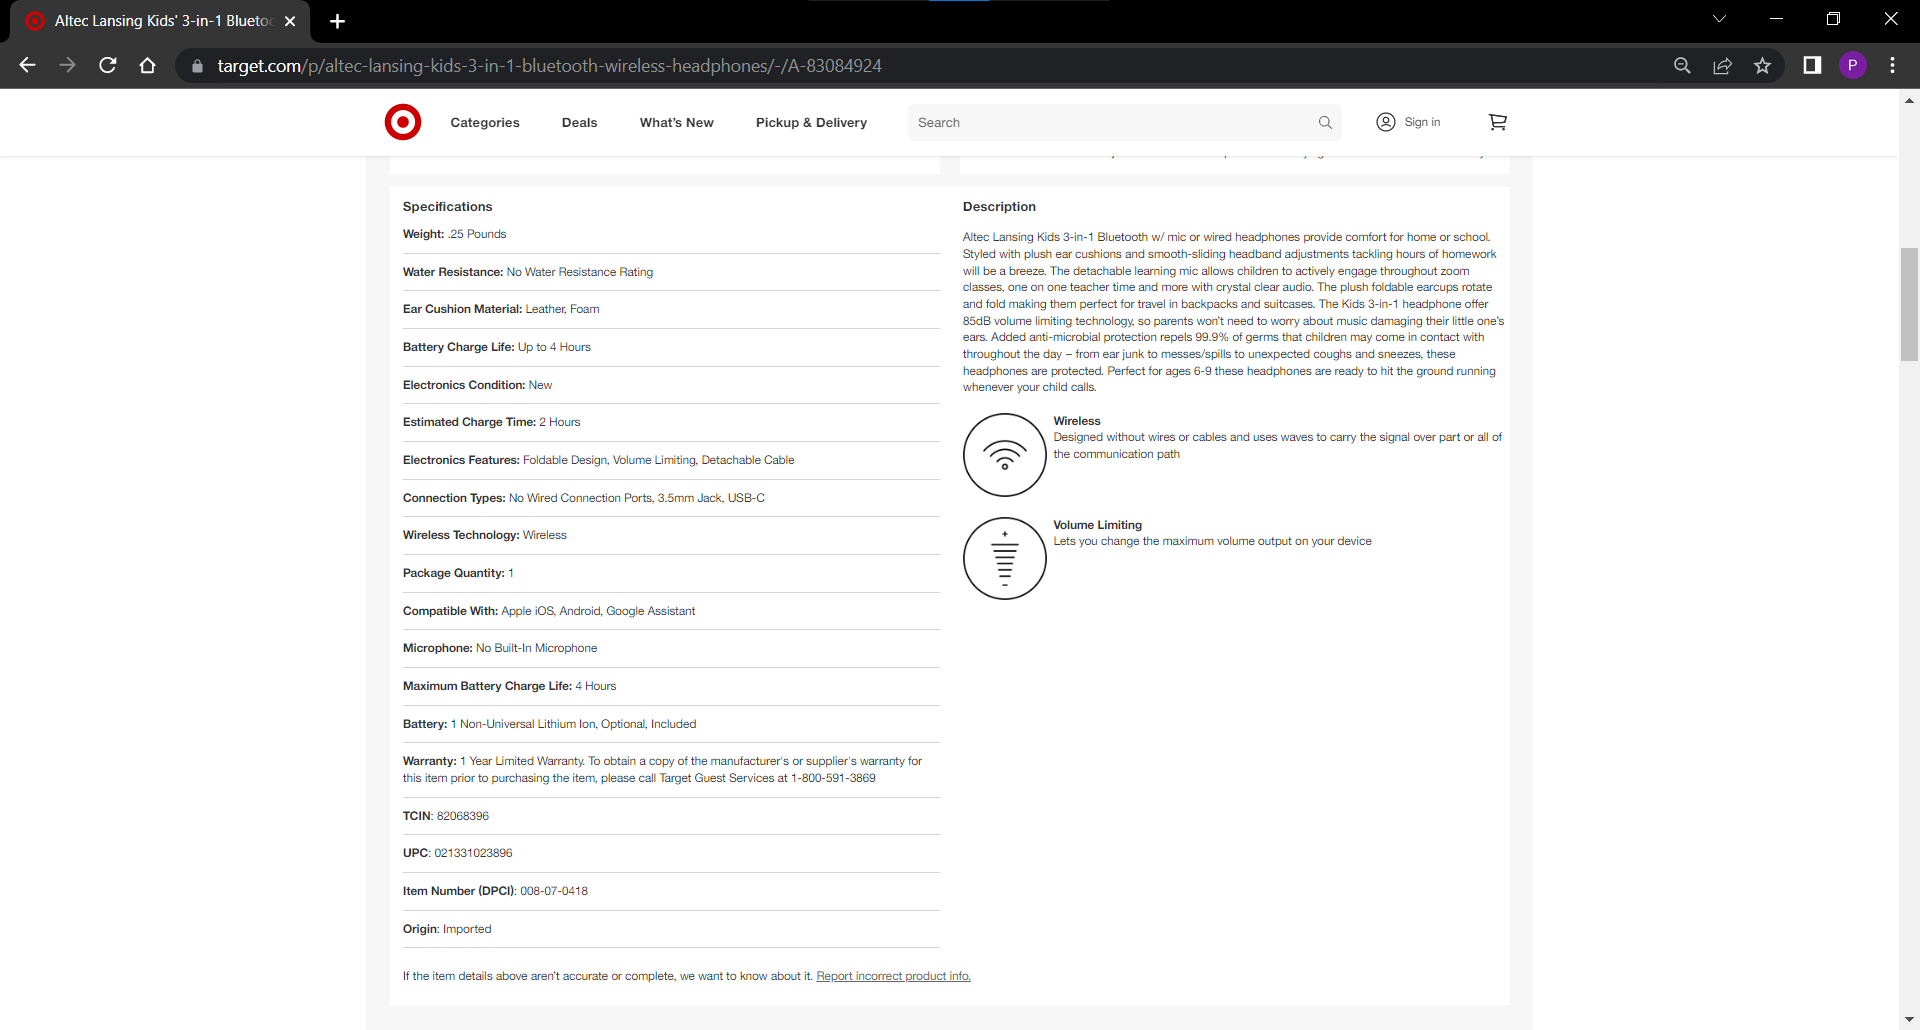 Altec Lansing Kids' 3-in-1 Blueto
target.com/p/altec-lansing-kids-3-in-1-bluetooth-wireless-headphones/-/A-83084924
P
Categories
Deals
What's New
Pickup & Delivery
Search
Sign in
Specifications
Weight: .25 Pounds
Water Resistance: No Water Resistance Rating
Ear Cushion Material: Leather, Foam
Battery Charge Life: Up to 4 Hours
Electronics Condition: New
Estimated Charge Time: 2 Hours
Electronics Features: Foldable Design, Volume Limiting, Detachable Cable
Connection Types: No Wired Connection Ports, 3.5mm Jack, USB-C
Wireless Technology: Wireless
Package Quantity: 1
Compatible With: Apple iOS, Android, Google Assistant
Microphone: No Built-In Microphone
Maximum Battery Charge Life: 4 Hours
Battery: 1 Non-Universal Lithium Ion, Optional, Included
Warranty: 1 Year Limited Warranty. To obtain a copy of the manufacturer's or supplier's warranty for
this item prior to purchasing the item, please call Target Guest Services at 1-800-591-3869
TCIN: 82068396
UPC: 021331023896
Item Number (DPCI): 008-07-0418
Origin: Imported
If the item details above aren't accurate or complete, we want to know about it. Report incorrect product info.
Description
Altec Lansing Kids 3-in-1 Bluetooth w/ mic or wired headphones provide comfort for home or school.
Styled with plush ear cushions and smooth-sliding headband adjustments tackling hours of homework
will be a breeze. The detachable learning mic allows children to actively engage throughout zoom
classes, one on one teacher time and more with crystal clear audio. The plush foldable earcups rotate
and fold making them perfect for travel in backpacks and suitcases. The Kids 3-in-1 headphone offer
85dB volume limiting technology, so parents won't need to worry about music damaging their little one's
ears. Added anti-microbial protection repels 99.9% of germs that children may come in contact with
throughout the day – from ear junk to messes/spills to unexpected coughs and sneezes, these
headphones are protected. Perfect for ages 6-9 these headphones are ready to hit the ground running
whenever your child calls.
Wireless
Designed without wires or cables and uses waves to carry the signal over part or all of
the communication path
Volume Limiting
Lets you change the maximum volume output on your device